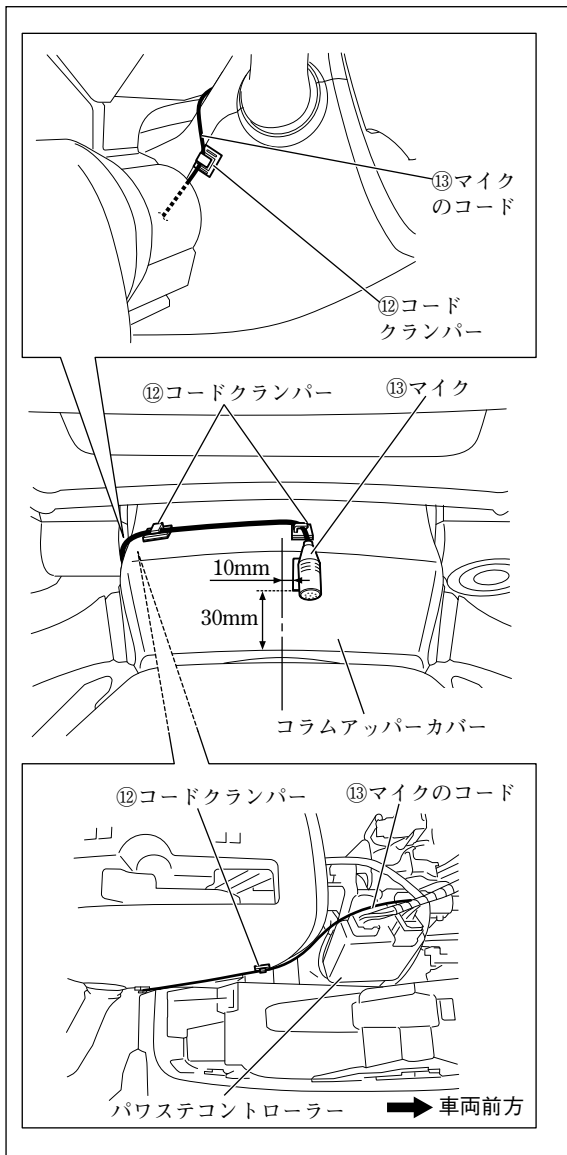 ⑬マイク
のコード
⑫コード
クランパー
⑫コードクランパー
⑬マイク
10mm
30mm
コラムアッパーカバー
⑫コードクランパー
⑬マイクのコード
パワステコントローラー
車両前方